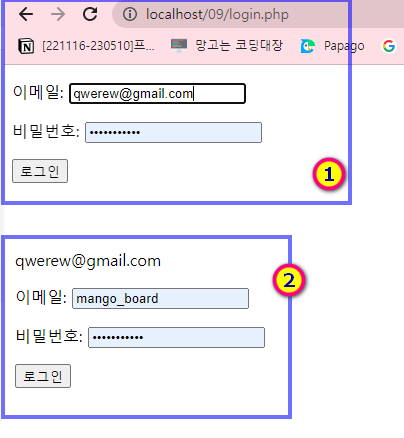 localhost/09/login.php
[221116-230510]프... 망고는 코딩대장 Papago
이메일: qwerew@gmail.com
비밀번호: •••••••••••
로그인
1
qwerew@gmail.com
2
이메일: mango_board
비밀번호: •••••••••••
로그인